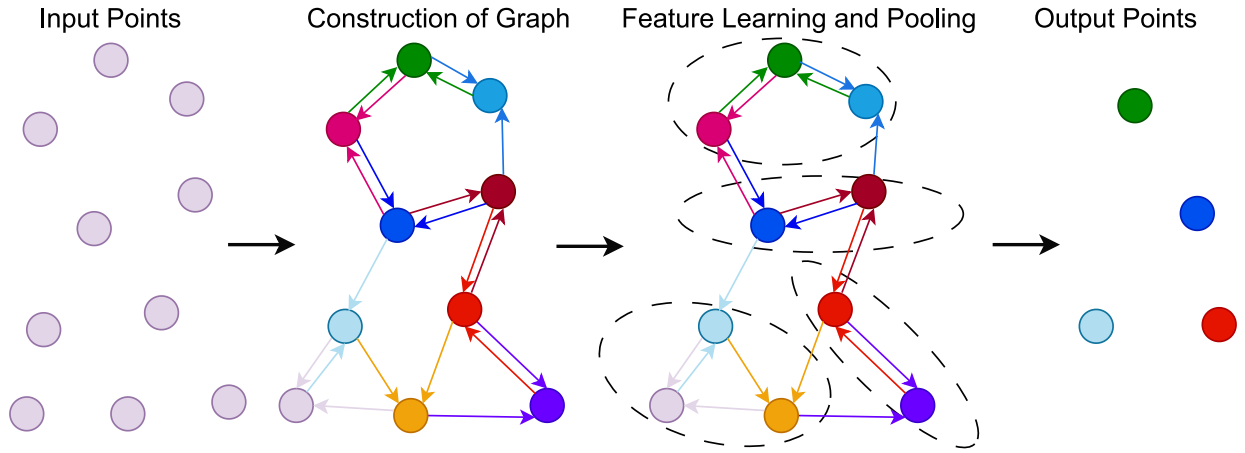 Input Points
Construction of Graph
Feature Learning and Pooling
Output Points